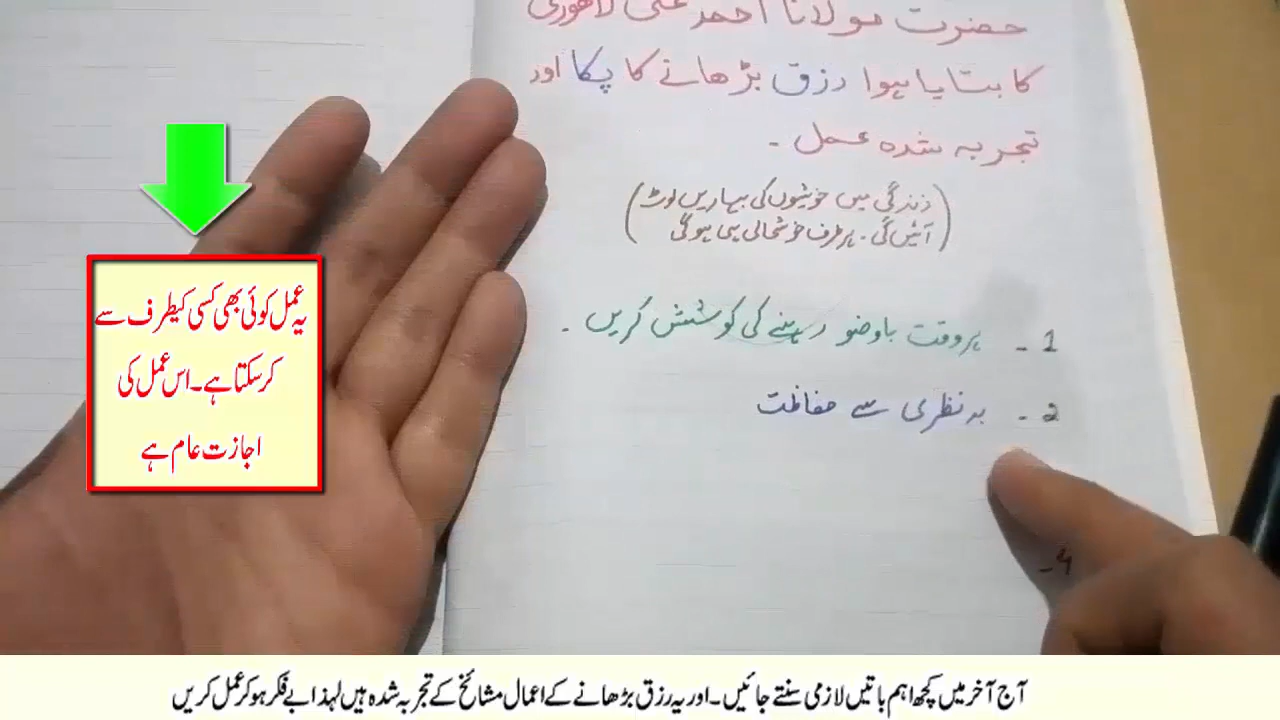 حضرت مولانا احمد علی لاهوری
کا بتایا ہوا رزق بڑھانے کا پکا اور
تجربہ شدہ عمل ۔
(زندگی میں خوشیوں کی بہاریں لوٹ
آئیں گی۔ ہر طرف خوشحالی ہی ہوگی)
1 - ہر وقت باوضو رہنے کی کوشش کریں ۔
2 - بد نظری سے حفاظت
یہ عمل کوئی بھی کسی کیطرف سے
کرسکتا ہے۔ اس عمل کی
اجازت عام ہے
آج آخر میں کچھ اہم باتیں لازمی سنتے جائیں۔ اور یہ رزق بڑھانے کے اعمال مشائخ کے تجربہ شدہ ہیں لہذا بے فکر ہو کر عمل کریں